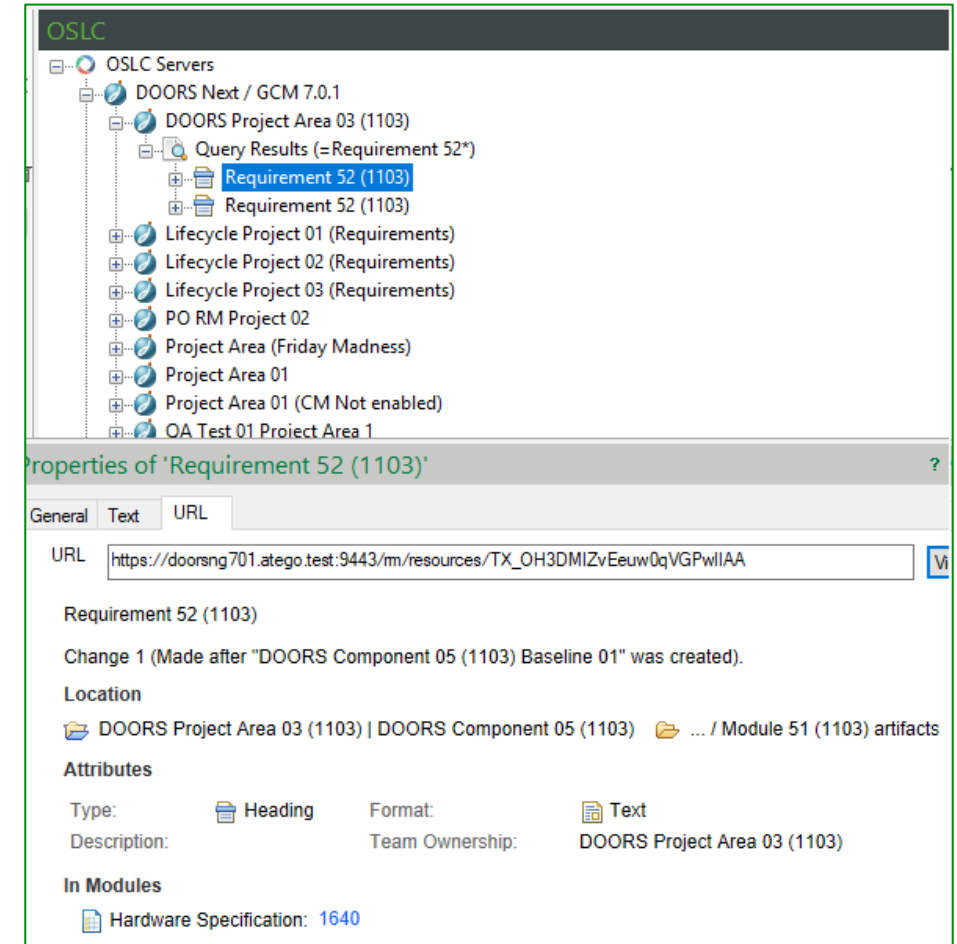 OSLC
OSLC Servers
DOORS Next / GCM 7.0.1
DOORS Project Area 03 (1103)
Query Results (=Requirement 52*)
Requirement 52 (1103)
Requirement 52 (1103)
Lifecycle Project 01 (Requirements)
Lifecycle Project 02 (Requirements)
Lifecycle Project 03 (Requirements)
PO RM Project 02
Project Area (Friday Madness)
Project Area 01
Project Area 01 (CM Not enabled)
QA Test 01 Project Area 1
Properties of 'Requirement 52 (1103)' ?
General Text URL
URL https://doorsng701.atego.test:9443/rm/resources/TX_OH3DMIZvEeuw0qVGPwlIAA Vi
Requirement 52 (1103)
Change 1 (Made after "DOORS Component 05 (1103) Baseline 01" was created).
Location
DOORS Project Area 03 (1103) | DOORS Component 05 (1103) ... / Module 51 (1103) artifacts
Attributes
Type: Heading Format: Text
Description: Team Ownership: DOORS Project Area 03 (1103)
In Modules
Hardware Specification: 1640